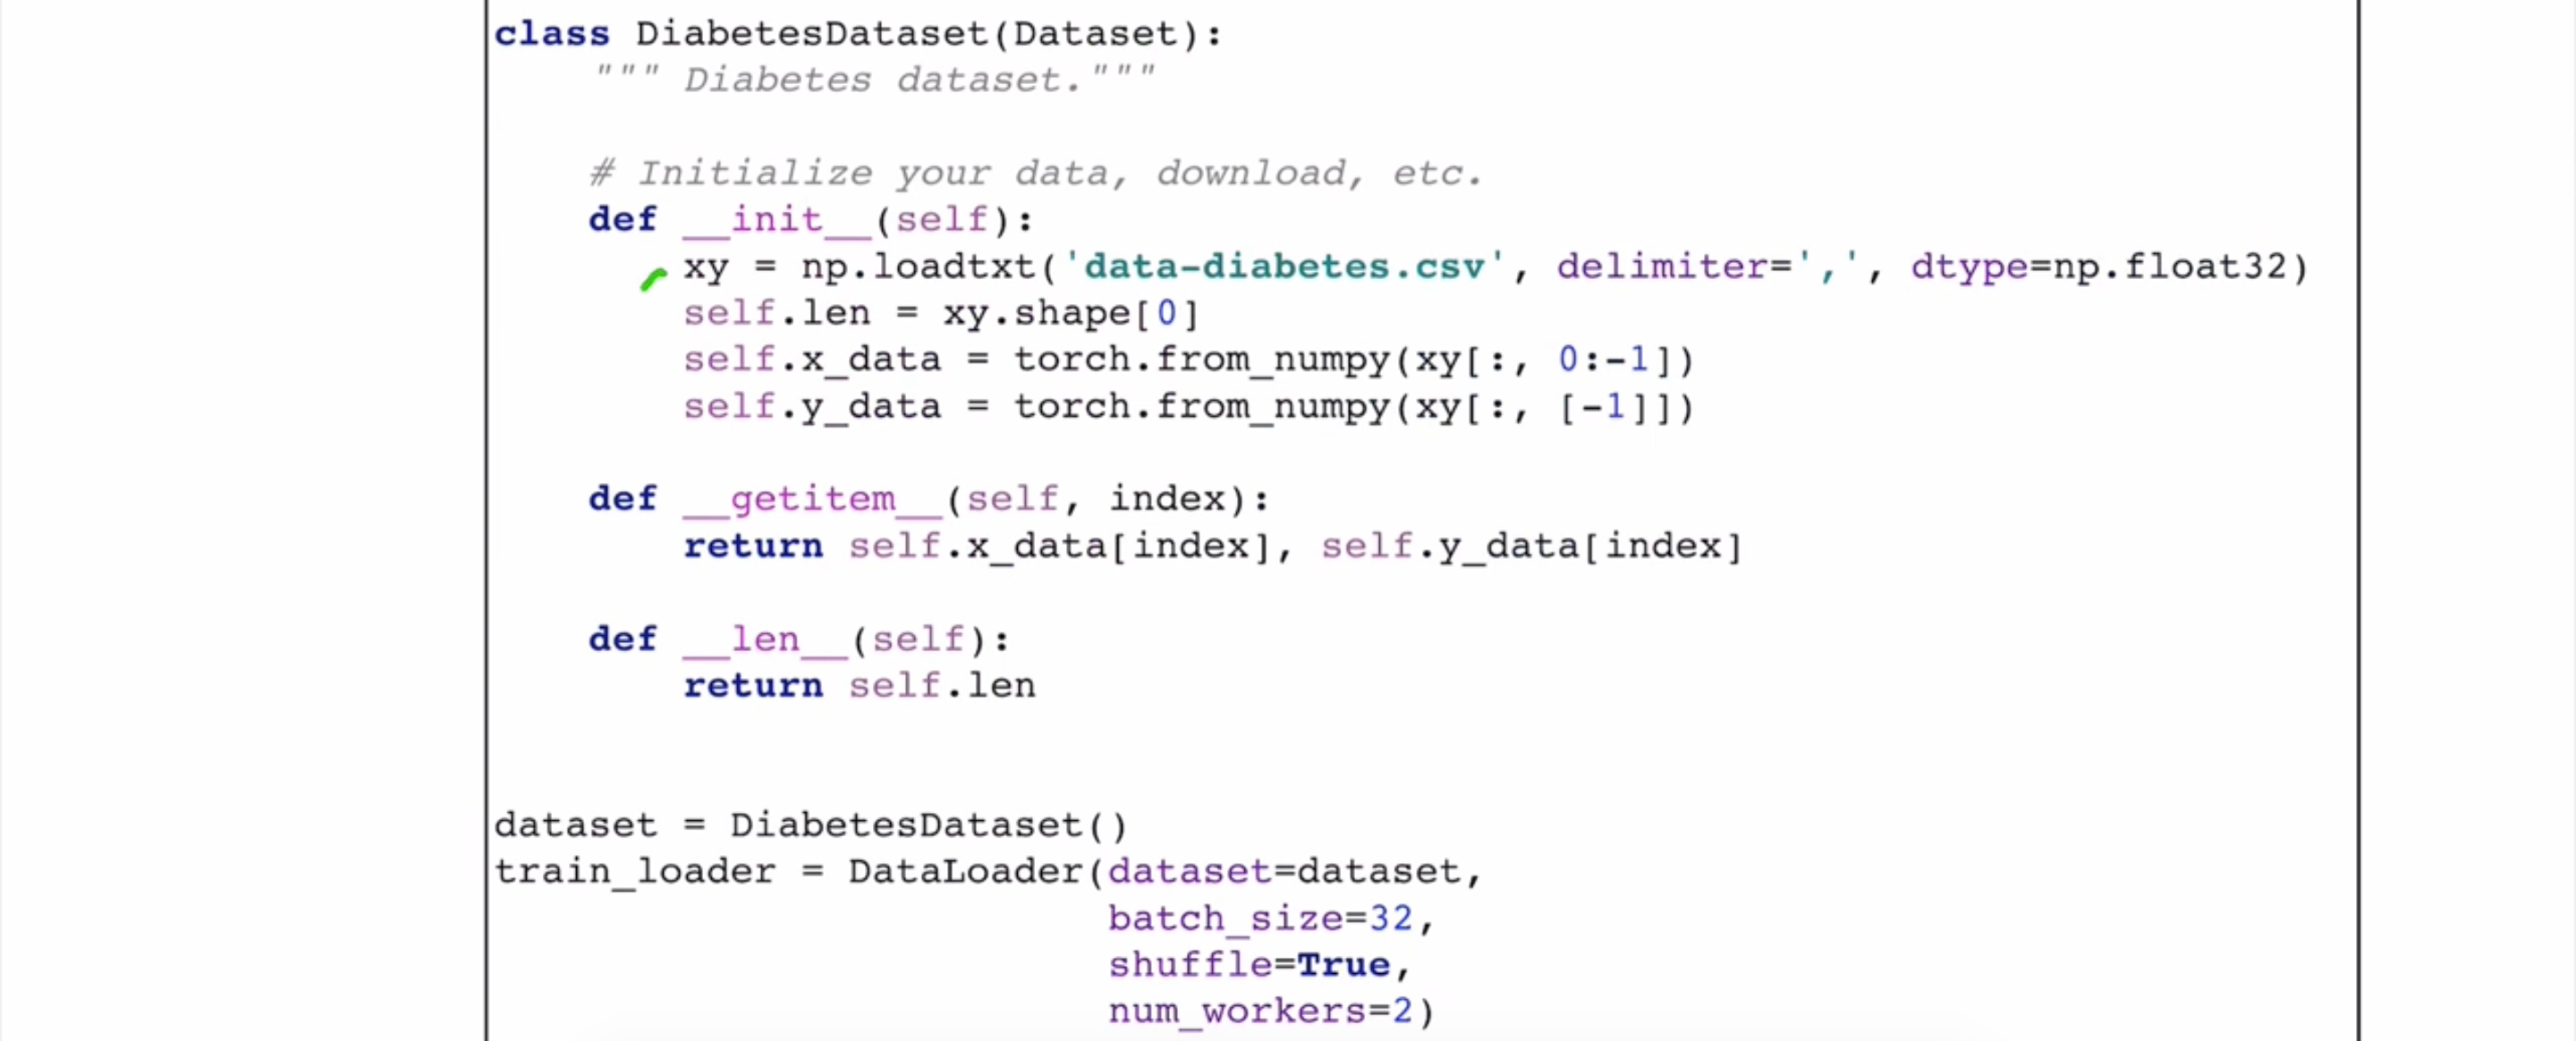 class DiabetesDataset(Dataset):
""" Diabetes dataset."""
# Initialize your data, download, etc.
def __init__(self):
xy = np.loadtxt('data-diabetes.csv', delimiter=',', dtype=np.float32)
self.len = xy.shape[0]
self.x_data = torch.from_numpy(xy[:, 0:-1])
self.y_data = torch.from_numpy(xy[:, [-1]])
def __getitem__(self, index):
return self.x_data[index], self.y_data[index]
def __len__(self):
return self.len
dataset = DiabetesDataset()
train_loader = DataLoader(dataset=dataset,
batch_size=32,
shuffle=True,
num_workers=2)